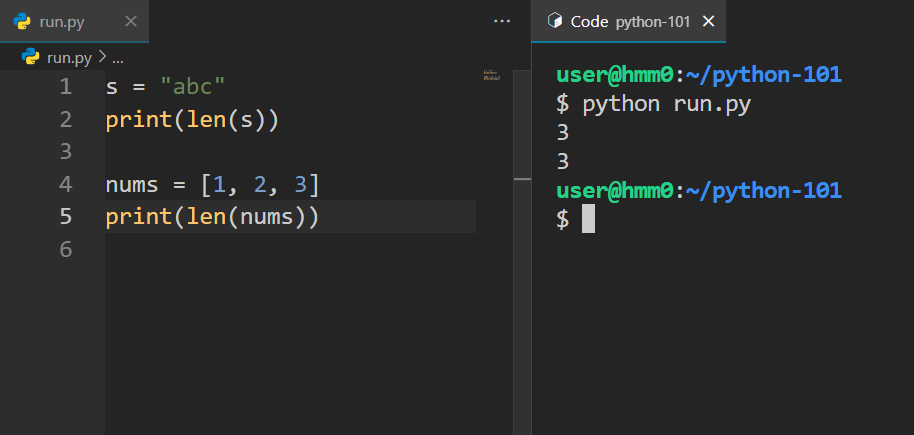 run.py
run.py > ...
1 s = "abc"
2 print(len(s))
3
4 nums = [1, 2, 3]
5 print(len(nums))
6
Code python-101
user@hmm0:~/python-101
$ python run.py
3
3
user@hmm0:~/python-101
$